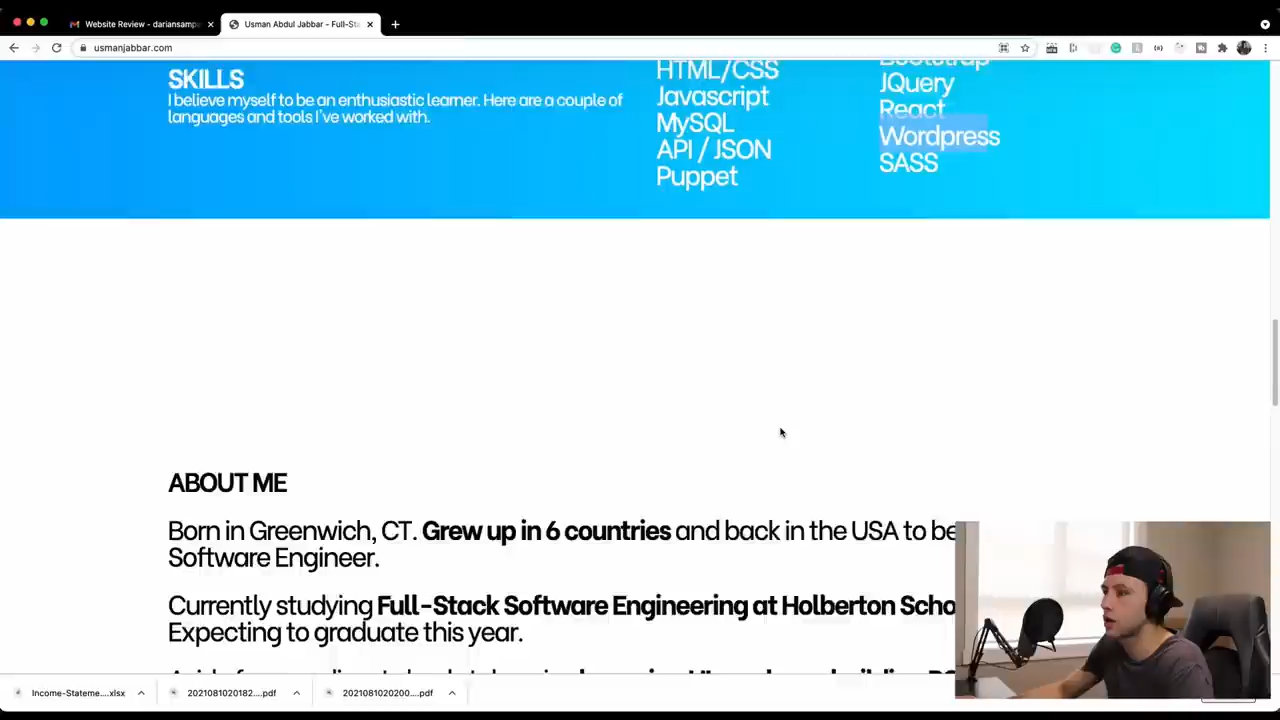 Website Review - dariansamp
Usman Abdul Jabbar - Full-Sta
usmanjabbar.com
SKILLS
I believe myself to be an enthusiastic learner. Here are a couple of
languages and tools I've worked with.
HTML/CSS
Javascript
MySQL
API / JSON
Puppet
Bootstrap
JQuery
React
Wordpress
SASS
ABOUT ME
Born in Greenwich, CT. Grew up in 6 countries and back in the USA to be
Software Engineer.
Currently studying Full-Stack Software Engineering at Holberton Scho
Expecting to graduate this year.
Income-Stateme....xlsx
2021081020182....pdf
2021081020200....pdf